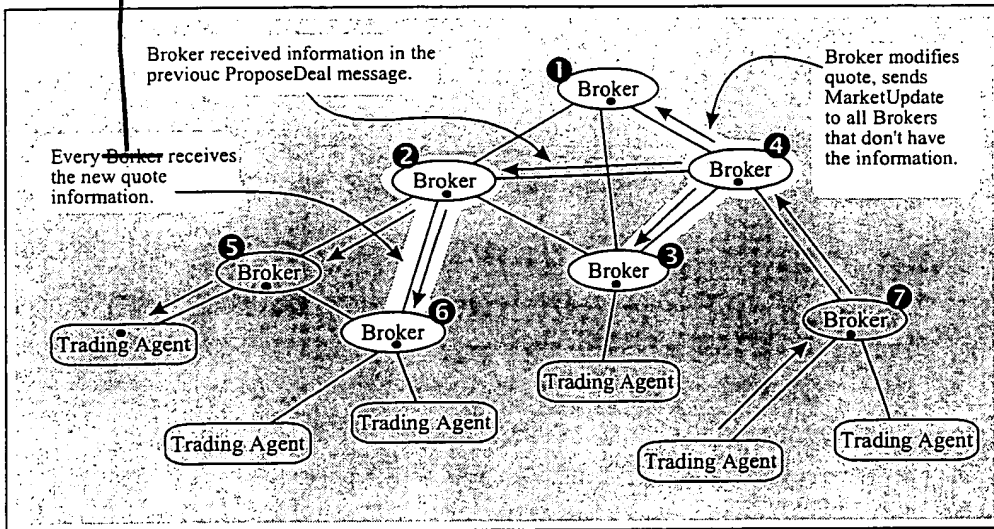 Broker received information in the
previouc ProposeDeal message.
Broker modifies
quote, sends
MarketUpdate
to all Brokers
that don't have
the information.
Every Borker receives
the new quote
information.
1
Broker
2
Broker
4
Broker
5
Broker
3
Broker
6
Broker
7
Broker
Trading Agent
Trading Agent
Trading Agent
Trading Agent
Trading Agent
Trading Agent